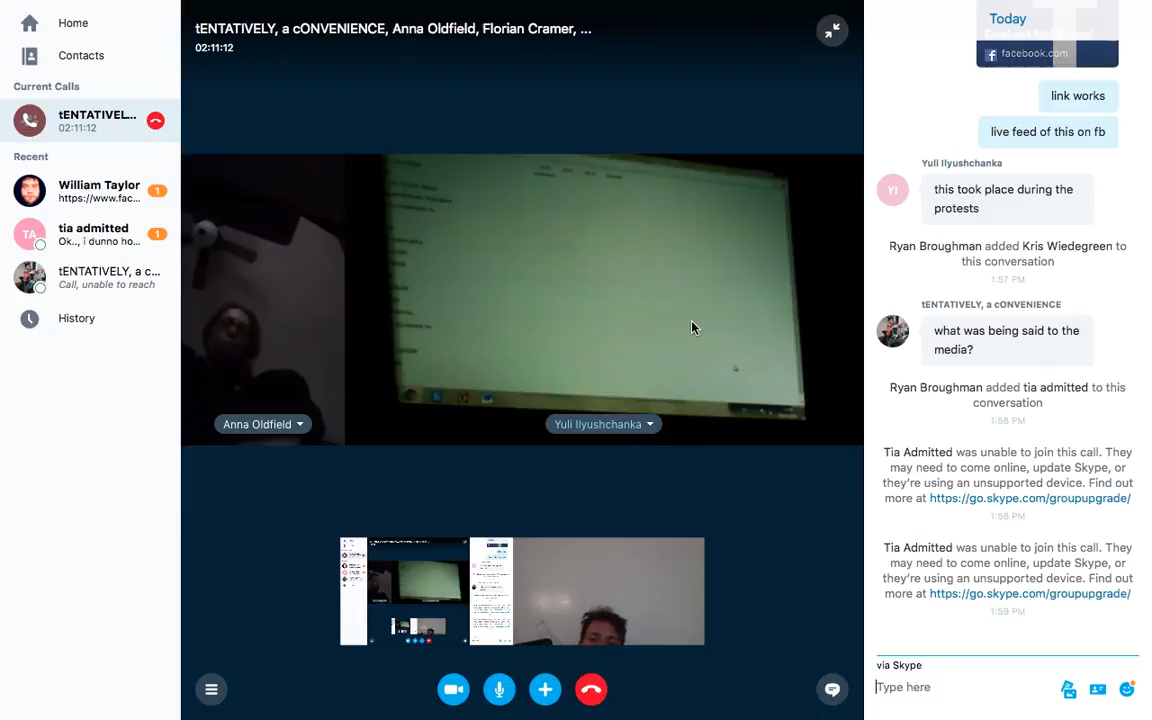 Home
Contacts
Current Calls
tENTATIVEL...
02:11:12
Recent
William Taylor
1
https://www.fac...
TA
tia admitted
1
Ok.., i dunno ho...
tENTATIVELY, a c...
Call, unable to reach
History
tENTATIVELY, a cONVENIENCE, Anna Oldfield, Florian Cramer, ...
02:11:12
Anna Oldfield
Yuli Ilyushchanka
Today
facebook.com
link works
live feed of this on fb
Yuli Ilyushchanka
YI
this took place during the
protests
Ryan Broughman added Kris Wiedegreen to
this conversation
1:57 PM
tENTATIVELY, a cONVENIENCE
what was being said to the
media?
Ryan Broughman added tia admitted to this
conversation
1:58 PM
Tia Admitted was unable to join this call. They
may need to come online, update Skype, or
they're using an unsupported device. Find out
more at https://go.skype.com/groupupgrade/
1:58 PM
Tia Admitted was unable to join this call. They
may need to come online, update Skype, or
they're using an unsupported device. Find out
more at https://go.skype.com/groupupgrade/
1:59 PM
via Skype
Type here